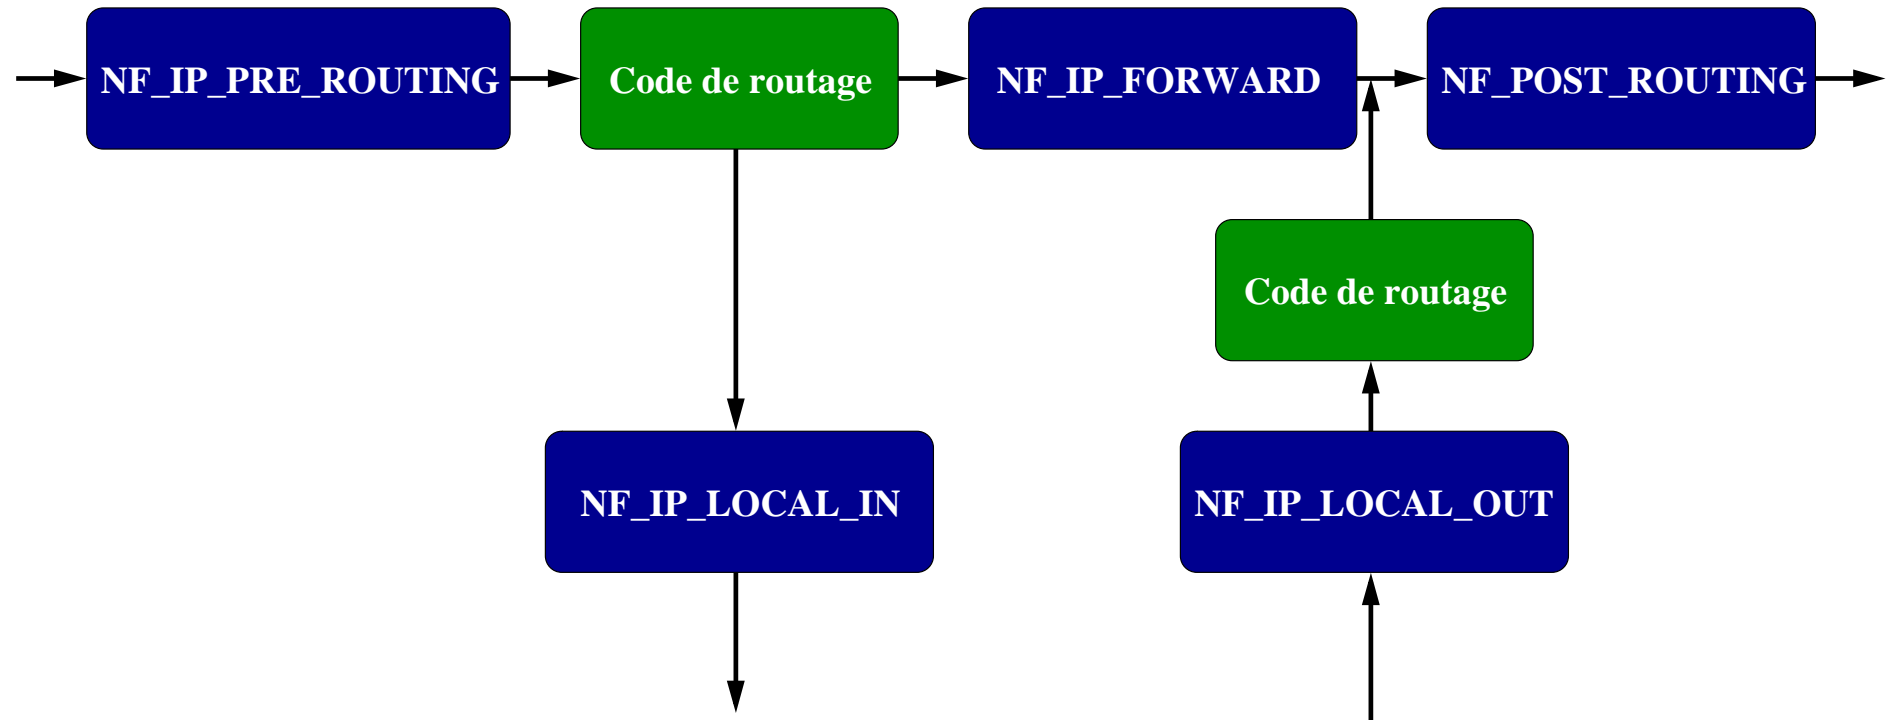 NF_IP_PRE_ROUTING
Code de routage
NF_IP_FORWARD
NF_POST_ROUTING
Code de routage
NF_IP_LOCAL_IN
NF_IP_LOCAL_OUT